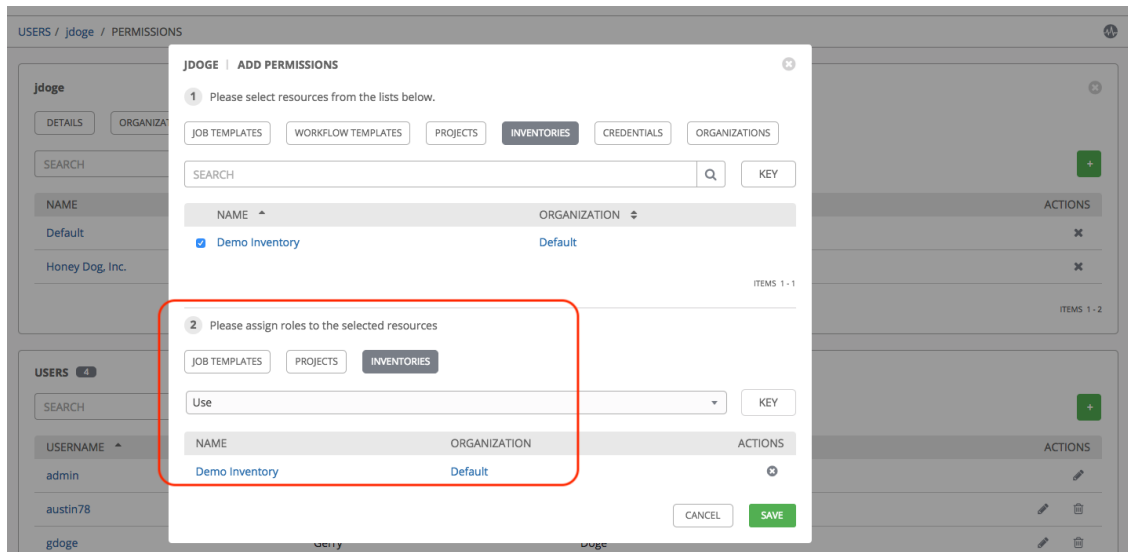 USERS / jdoge / PERMISSIONS
JDOGE | ADD PERMISSIONS
1 Please select resources from the lists below.
JOB TEMPLATES WORKFLOW TEMPLATES PROJECTS INVENTORIES CREDENTIALS ORGANIZATIONS
SEARCH KEY
NAME ORGANIZATION
Demo Inventory Default
ITEMS 1 - 1
2 Please assign roles to the selected resources
JOB TEMPLATES PROJECTS INVENTORIES
Use KEY
NAME ORGANIZATION ACTIONS
Demo Inventory Default
CANCEL SAVE
jdoge
DETAILS
SEARCH +
NAME ACTIONS
Default
Honey Dog, Inc.
ITEMS 1 - 2
USERS 4
SEARCH +
USERNAME ACTIONS
admin
austin78
gdoge Gerry Doge